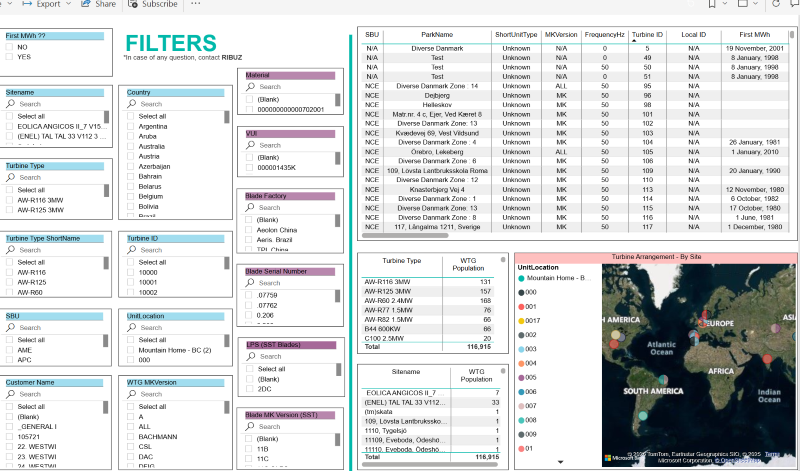 Export
Share
Subscribe
First MWh ??
NO
YES
FILTERS
*In case of any question, contact RIBUZ
Sitename
Search
Select all
EOLICA ANGICOS II_7 V15...
(ENEL) TAL TAL 33 V112 3 ...
Country
Search
Select all
Argentina
Aruba
Australia
Austria
Azerbaijan
Bahrain
Belarus
Belgium
Bolivia
Brazil
Material
Search
(Blank)
000000000000702001
VUI
Search
(Blank)
000001435K
Turbine Type
Search
Select all
AW-R116 3MW
AW-R125 3MW
Blade Factory
Search
(Blank)
Aeolon China
Aeris Brazil
TPI China
Turbine Type ShortName
Search
Select all
AW-R116
AW-R125
AW-R60
Turbine ID
Search
Select all
10000
10001
10002
Blade Serial Number
Search
.07759
.07762
0.206
SBU
Search
Select all
AME
APC
UnitLocation
Search
Select all
Mountain Home - BC (2)
000
LPS (SST Blades)
Search
Select all
(Blank)
2DC
Customer Name
Search
Select all
(Blank)
_GENERAL I
105721
22. WESTWI
23. WESTWI
24. WESTWI
WTG MKVersion
Search
Select all
A
ALL
BACHMANN
CSL
DAC
DFIG
Blade MK Version (SST)
Search
(Blank)
11B
11C
SBU ParkName ShortUnitType MKVersion FrequencyHz Turbine ID Local ID First MWh
N/A Diverse Danmark Unknown N/A 0 5 N/A 19 November, 2001
N/A Test Unknown N/A 0 49 N/A 8 January, 1998
N/A Test Unknown N/A 50 50 N/A 8 January, 1998
N/A Test Unknown N/A 0 51 N/A 8 January, 1998
NCE Diverse Danmark Zone : 14 Unknown ALL 50 95 N/A
NCE Dejbjerg Unknown MK 50 96 N/A
NCE Helleskov Unknown MK 50 98 N/A
NCE Matr.nr. 4 c, Ejer, Ved Kæret 8 Unknown MK 50 101 N/A
NCE Diverse Danmark Zone: 13 Unknown MK 50 102 N/A
NCE Kvædevej 69, Vest Vildsund Unknown MK 50 103 N/A
NCE Diverse Danmark Zone : 4 Unknown MK 50 104 N/A 26 January, 1981
NCE Örebro, Lekeberg Unknown ALL 50 105 N/A 1 January, 2010
NCE Diverse Danmark Zone : 6 Unknown MK 50 106 N/A
NCE 109, Lövsta Lantbruksskola Roma Unknown MK 50 109 N/A 20 January, 1990
NCE Diverse Danmark Zone : 12 Unknown MK 50 110 N/A
NCE Knasterbjerg Vej 4 Unknown MK 50 113 N/A 12 November, 1980
NCE Diverse Danmark Zone : 1 Unknown MK 50 114 N/A 6 October, 1982
NCE Diverse Danmark Zone, 13 Unknown MK 50 115 N/A 17 October, 1980
NCE Diverse Danmark Zone : 8 Unknown MK 50 116 N/A 1 June, 1981
NCE 117, Långalma 1211, Sverige Unknown MK 50 117 N/A 1 December, 1980
Turbine Type WTG Population
AW-R116 3MW 131
AW-R125 3MW 157
AW-R60 2.4MW 168
AW-R77 1.5MW 76
AW-R82 1.5MW 66
B44 600KW 66
C100 2.5MW 20
Total 116,915
Sitename WTG Population
EOLICA ANGICOS II_7 ... 7
(ENEL) TAL TAL 33 V112... 33
(tm)skata 1
109, Lövsta Lantbruksko... 1
1110, Tygelsjö 1
11109, Eveboda, Ödeshö... 1
11110, Eveboda, Ödeshö... 1
Total 116,915
Turbine Arrangement - By Site
UnitLocation
Mountain Home - B...
000
001
0017
002
003
004
005
006
007
008
009
01
H AMERICA
EUROPE
ASI
Atlantic
Ocean
AFRICA
SOUTH AMERICA
Indian
Ocean
Microsoft
© 2025 TomTom, Earthstar Geographics SIO, © 2025 Terms
Microsoft Corporation, © OpenStreetMap